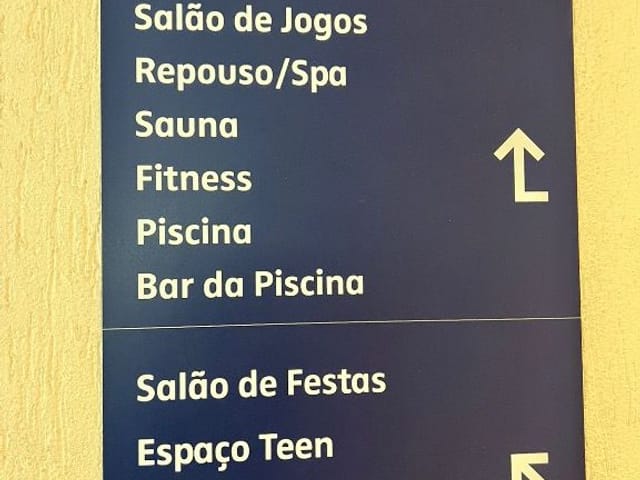 Salão de Jogos
Repouso/Spa
Sauna
Fitness
Piscina
Bar da Piscina
Salão de Festas
Espaço Teen